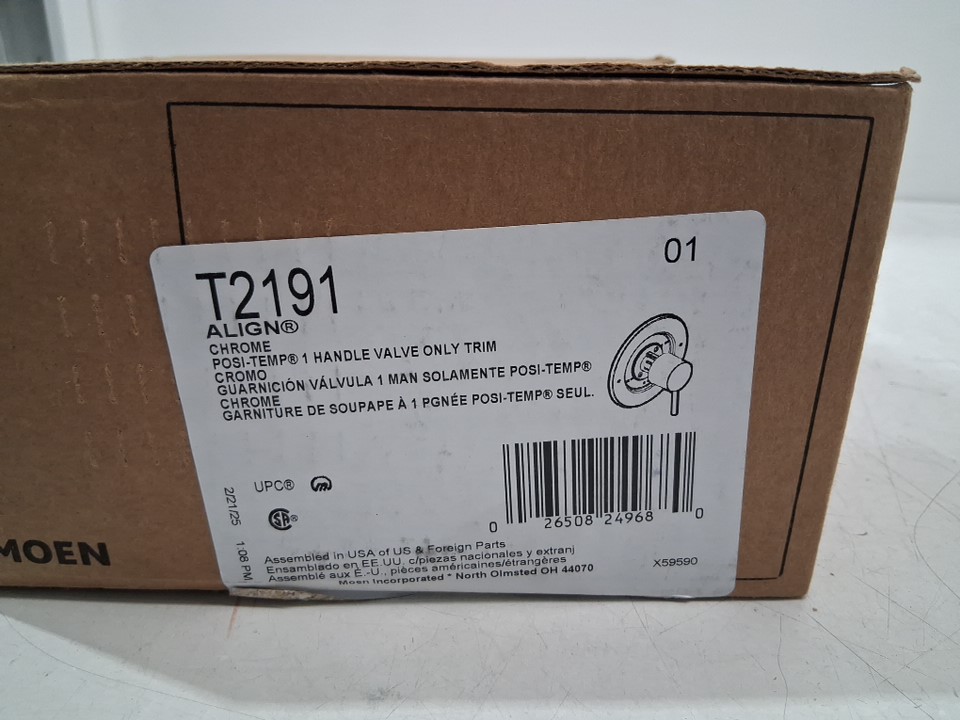 T2191
01
ALIGN®
CHROME
POSI-TEMP® 1 HANDLE VALVE ONLY TRIM
CROMO
GUARNICIÓN VÁLVULA 1 MAN SOLAMENTE POSI-TEMP®
CHROME
GARNITURE DE SOUPAPE À 1 PGNÉE POSI-TEMP® SEUL.
UPC®
SA®
2/21/25 1:08 PM
0 26508 24968 0
Assembled in USA of US & Foreign Parts
Ensamblado en EE.UU. c/piezas nacionales y extranj
Assemblé aux É.-U., pièces américaines/étrangères
Moen Incorporated * North Olmsted OH 44070
X59590
MOEN